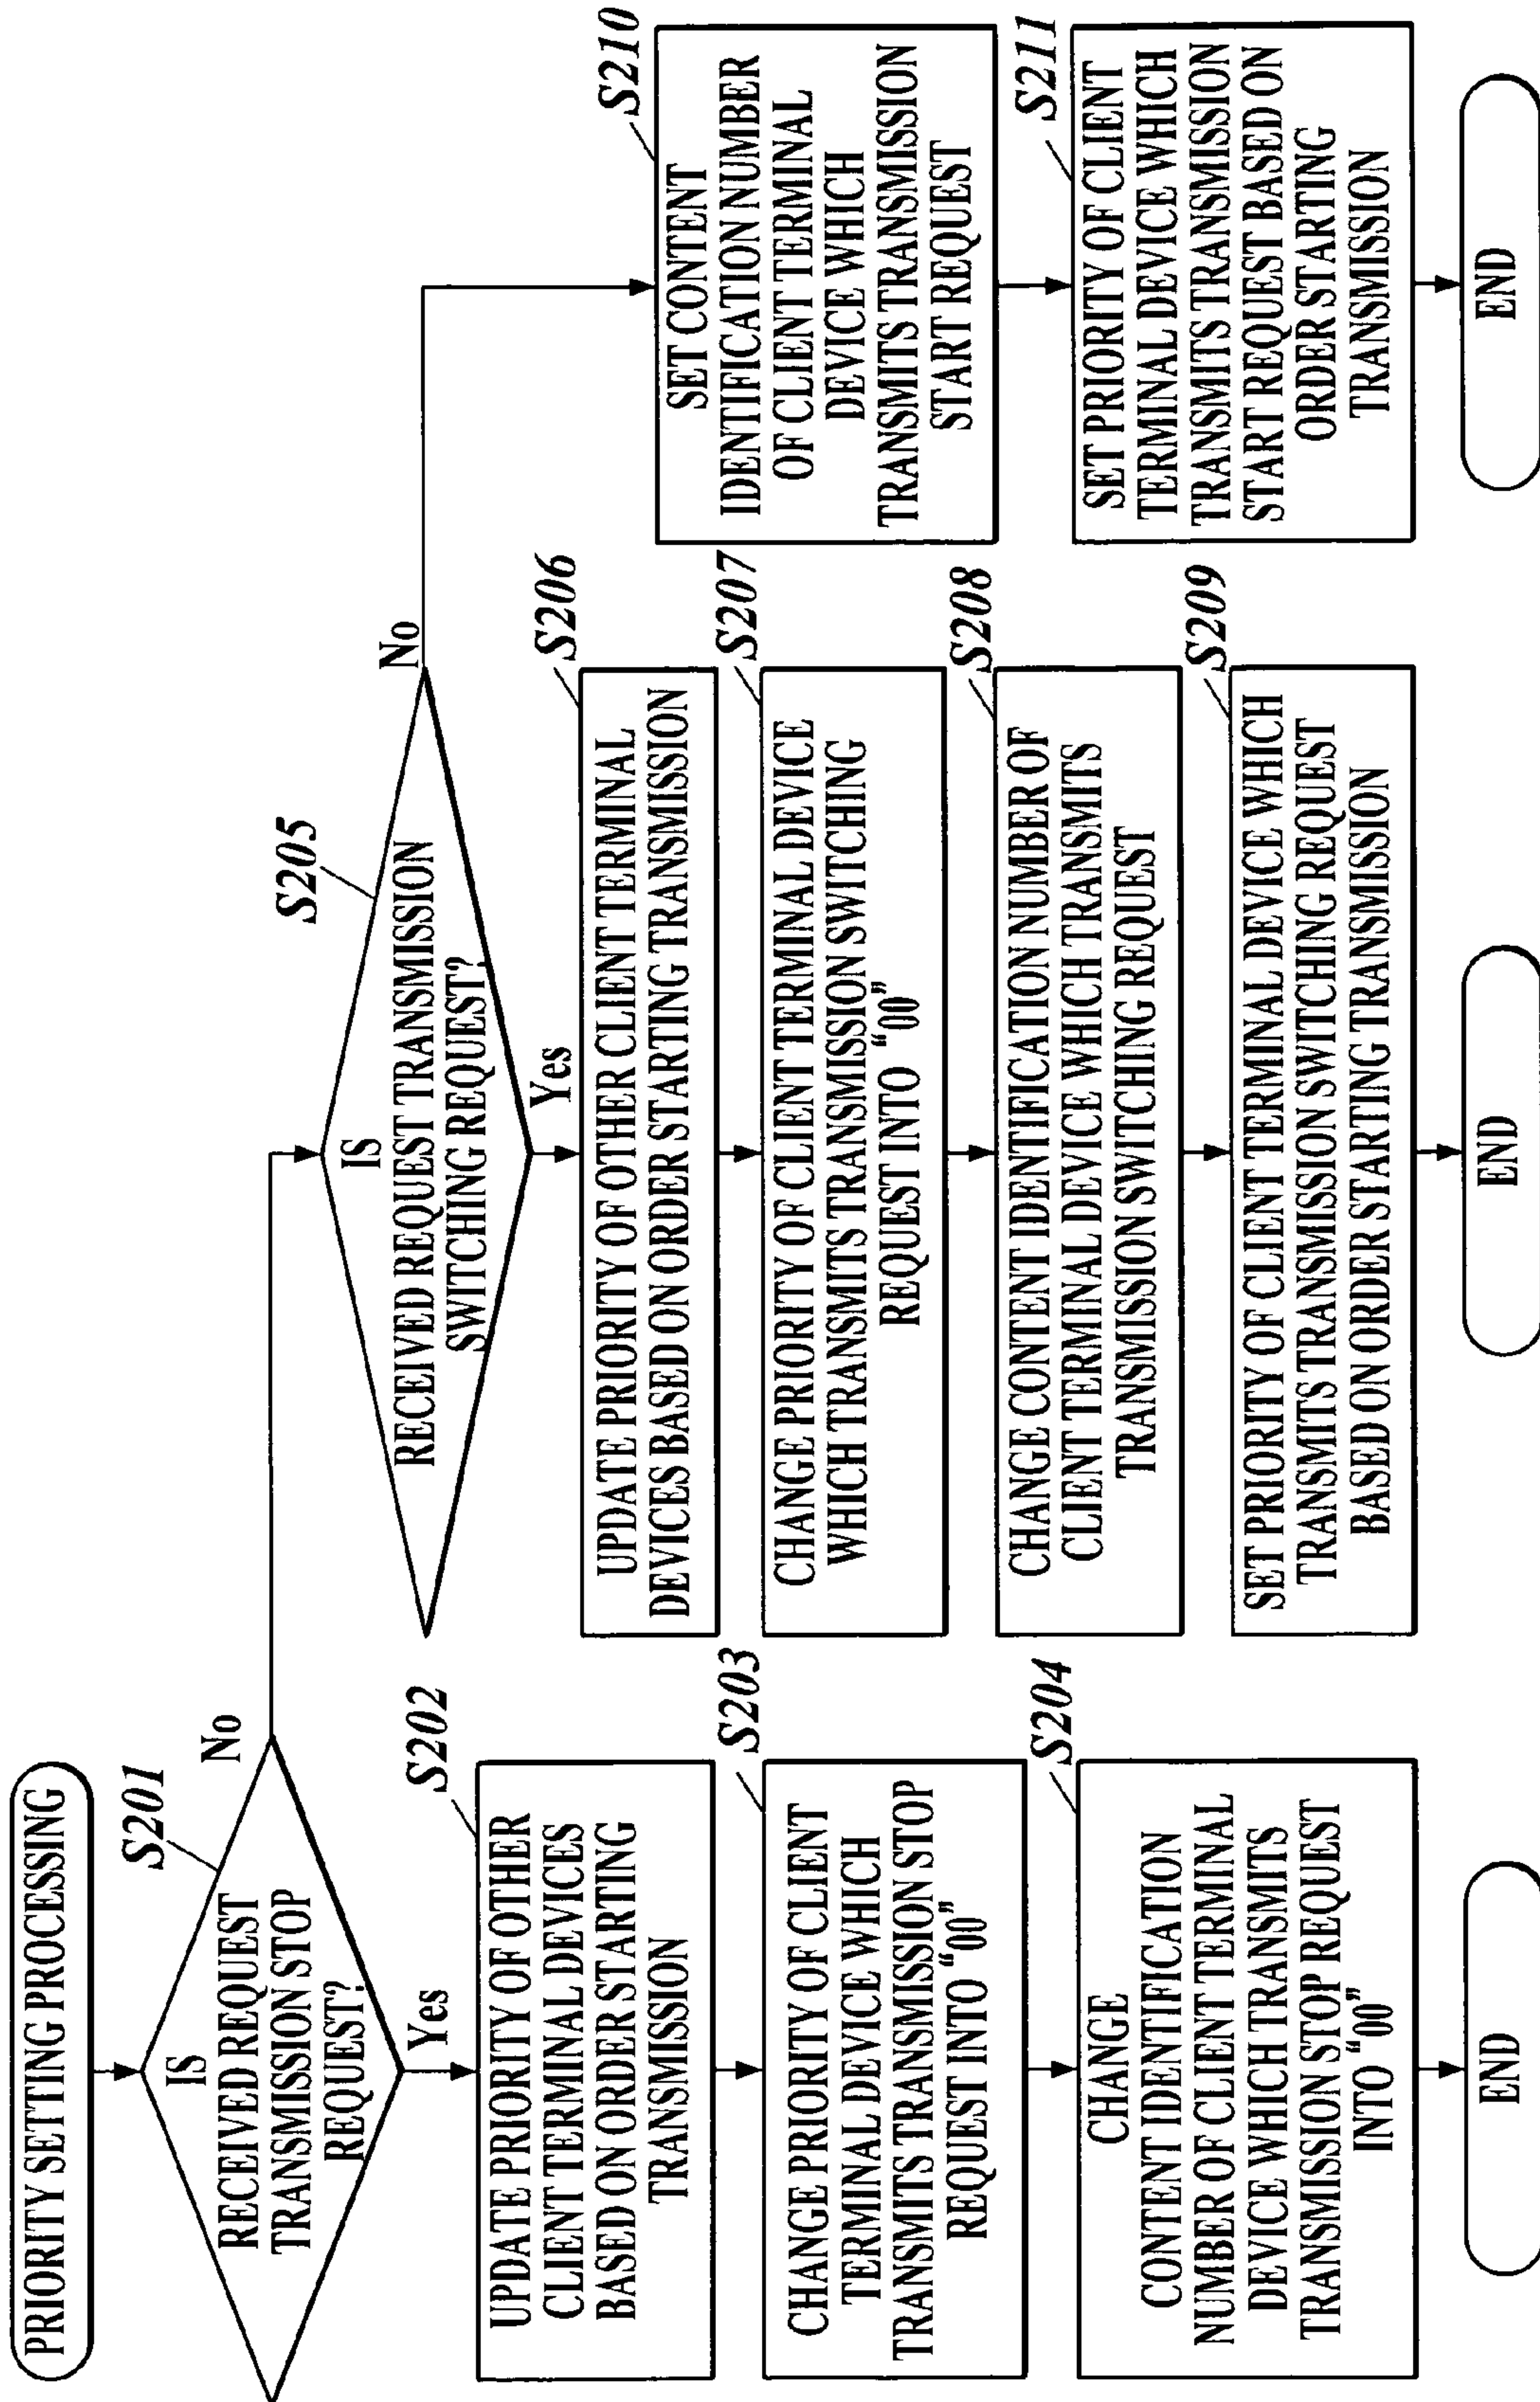 PRIORITY SETTING PROCESSING
S201
IS
RECEIVED REQUEST
TRANSMISSION STOP
REQUEST?
No
Yes
S202
UPDATE PRIORITY OF OTHER
CLIENT TERMINAL DEVICES
BASED ON ORDER STARTING
TRANSMISSION
S203
CHANGE PRIORITY OF CLIENT
TERMINAL DEVICE WHICH
TRANSMITS TRANSMISSION STOP
REQUEST INTO “00”
S204
CHANGE
CONTENT IDENTIFICATION
NUMBER OF CLIENT TERMINAL
DEVICE WHICH TRANSMITS
TRANSMISSION STOP REQUEST
INTO “00”
END
S205
IS
RECEIVED REQUEST TRANSMISSION
SWITCHING REQUEST?
No
Yes
S206
UPDATE PRIORITY OF OTHER CLIENT TERMINAL
DEVICES BASED ON ORDER STARTING TRANSMISSION
S207
CHANGE PRIORITY OF CLIENT TERMINAL DEVICE
WHICH TRANSMITS TRANSMISSION SWITCHING
REQUEST INTO “00”
S208
CHANGE CONTENT IDENTIFICATION NUMBER OF
CLIENT TERMINAL DEVICE WHICH TRANSMITS
TRANSMISSION SWITCHING REQUEST
S209
SET PRIORITY OF CLIENT TERMINAL DEVICE WHICH
TRANSMITS TRANSMISSION SWITCHING REQUEST
BASED ON ORDER STARTING TRANSMISSION
END
S210
SET CONTENT
IDENTIFICATION NUMBER
OF CLIENT TERMINAL
DEVICE WHICH
TRANSMITS TRANSMISSION
START REQUEST
S211
SET PRIORITY OF CLIENT
TERMINAL DEVICE WHICH
TRANSMITS TRANSMISSION
START REQUEST BASED ON
ORDER STARTING
TRANSMISSION
END